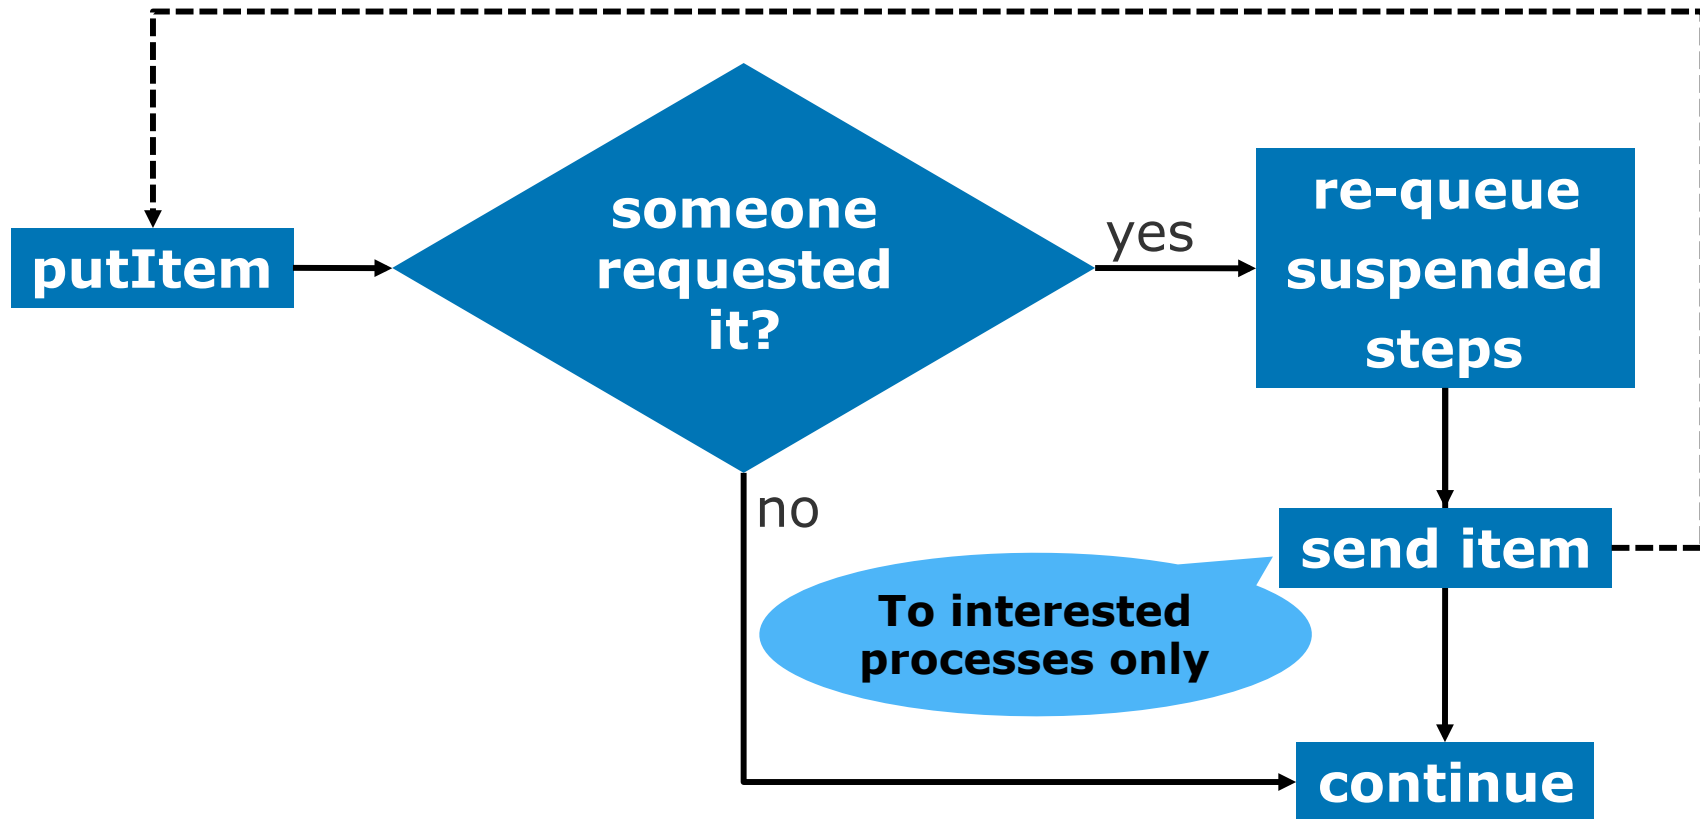 putItem
someone
requested
it?
yes
re-queue
suspended
steps
no
send item
To interested
processes only
continue